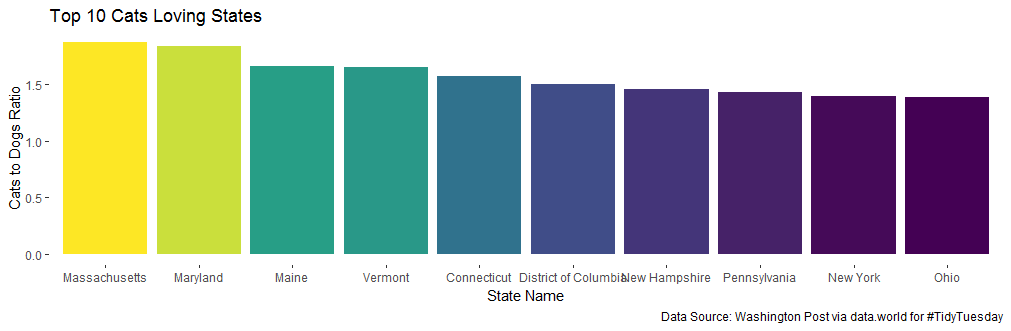 Top 10 Cats Loving States
Cats to Dogs Ratio
1.5
1.0
0.5
0.0
Massachusetts Maryland Maine Vermont Connecticut District of Columbia New Hampshire Pennsylvania New York Ohio
State Name
Data Source: Washington Post via data.world for #TidyTuesday